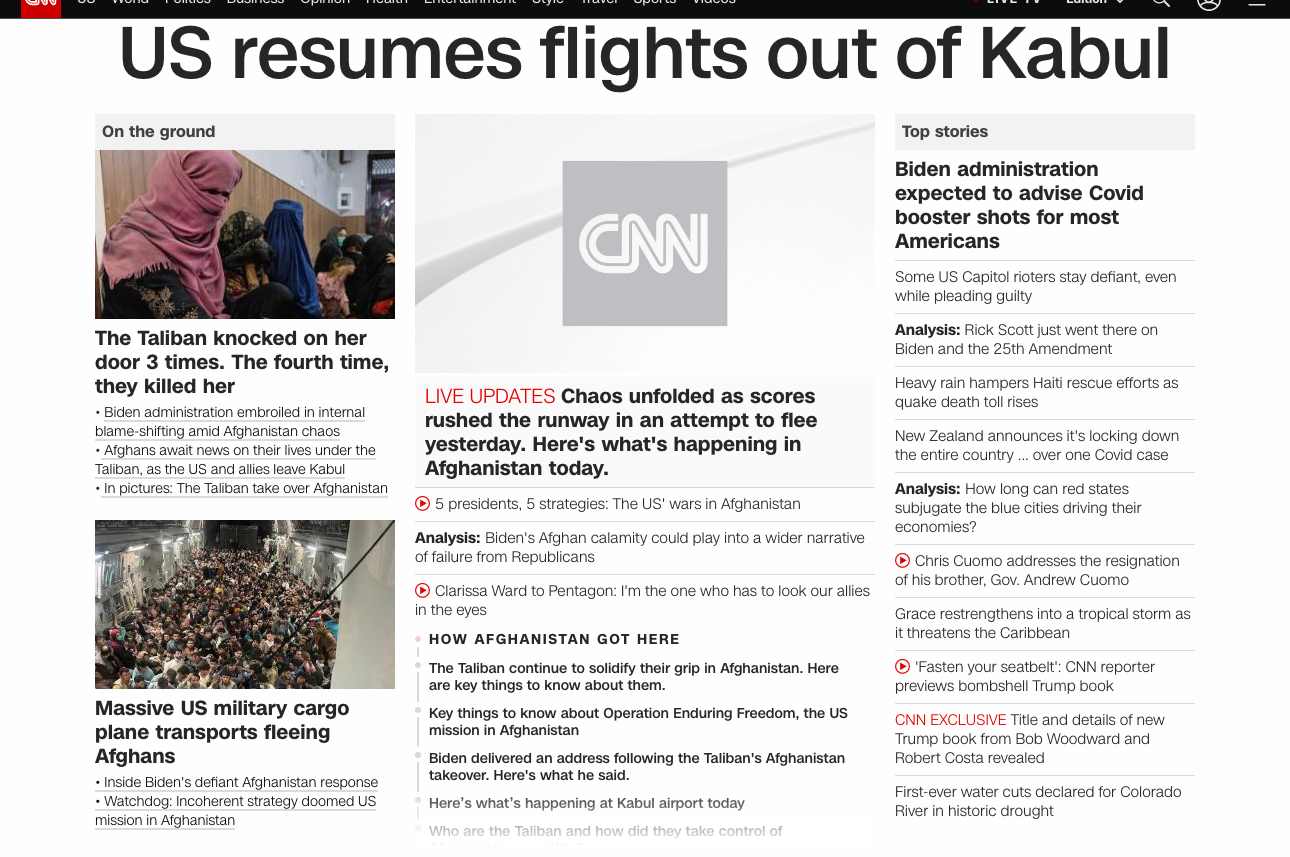 CNN US World Politics Business Opinion Health Entertainment Style Travel Sports Videos LIVE TV Edition
US resumes flights out of Kabul
On the ground
The Taliban knocked on her
door 3 times. The fourth time,
they killed her
• Biden administration embroiled in internal
blame-shifting amid Afghanistan chaos
• Afghans await news on their lives under the
Taliban, as the US and allies leave Kabul
• In pictures: The Taliban take over Afghanistan
Massive US military cargo
plane transports fleeing
Afghans
• Inside Biden's defiant Afghanistan response
• Watchdog: Incoherent strategy doomed US
mission in Afghanistan
CNN
LIVE UPDATES Chaos unfolded as scores
rushed the runway in an attempt to flee
yesterday. Here's what's happening in
Afghanistan today.
5 presidents, 5 strategies: The US' wars in Afghanistan
Analysis: Biden's Afghan calamity could play into a wider narrative
of failure from Republicans
Clarissa Ward to Pentagon: I'm the one who has to look our allies
in the eyes
HOW AFGHANISTAN GOT HERE
The Taliban continue to solidify their grip in Afghanistan. Here
are key things to know about them.
Key things to know about Operation Enduring Freedom, the US
mission in Afghanistan
Biden delivered an address following the Taliban's Afghanistan
takeover. Here's what he said.
Here's what's happening at Kabul airport today
Who are the Taliban and how did they take control of
Top stories
Biden administration
expected to advise Covid
booster shots for most
Americans
Some US Capitol rioters stay defiant, even
while pleading guilty
Analysis: Rick Scott just went there on
Biden and the 25th Amendment
Heavy rain hampers Haiti rescue efforts as
quake death toll rises
New Zealand announces it's locking down
the entire country ... over one Covid case
Analysis: How long can red states
subjugate the blue cities driving their
economies?
Chris Cuomo addresses the resignation
of his brother, Gov. Andrew Cuomo
Grace restrengthens into a tropical storm as
it threatens the Caribbean
'Fasten your seatbelt': CNN reporter
previews bombshell Trump book
CNN EXCLUSIVE Title and details of new
Trump book from Bob Woodward and
Robert Costa revealed
First-ever water cuts declared for Colorado
River in historic drought